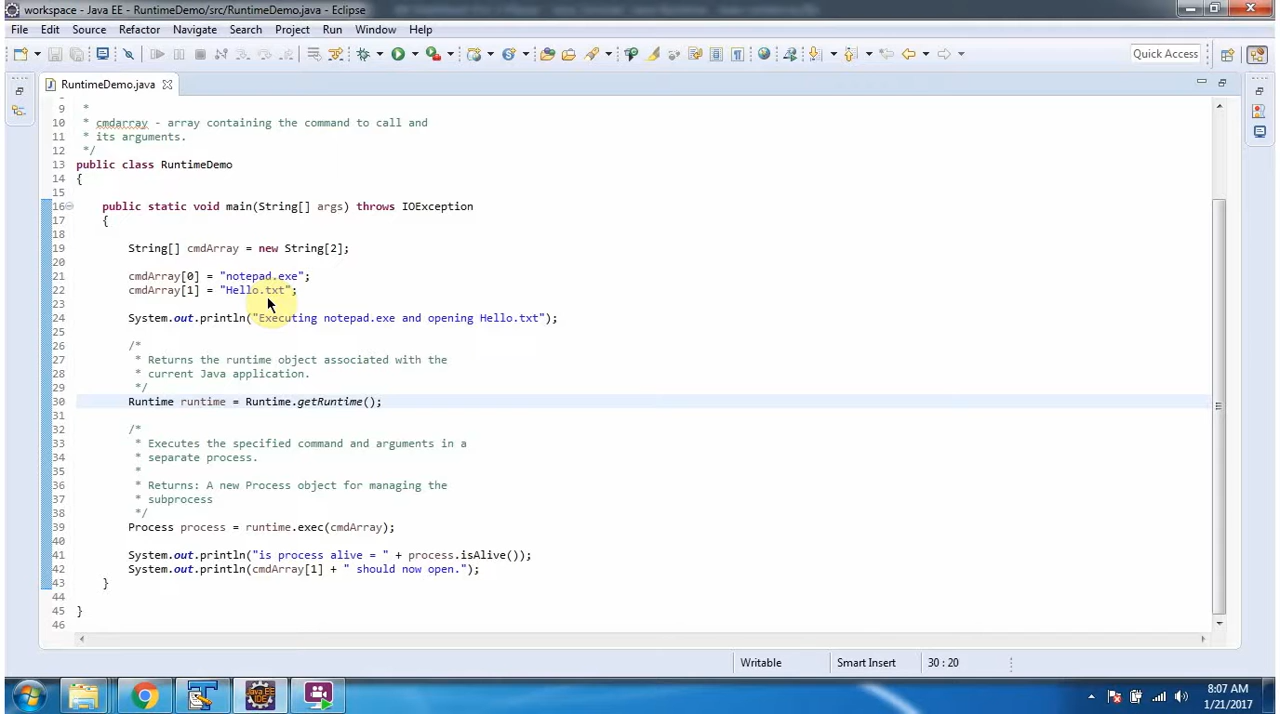 workspace - Java EE - RuntimeDemo/src/RuntimeDemo.java - Eclipse
File Edit Source Refactor Navigate Search Project Run Window Help
Quick Access
RuntimeDemo.java
9 *
10 * cmdarray - array containing the command to call and
11 * its arguments.
12 */
13 public class RuntimeDemo
14 {
15
16 public static void main(String[] args) throws IOException
17 {
18
19 String[] cmdArray = new String[2];
20
21 cmdArray[0] = "notepad.exe";
22 cmdArray[1] = "Hello.txt";
23
24 System.out.println("Executing notepad.exe and opening Hello.txt");
25
26 /*
27 * Returns the runtime object associated with the
28 * current Java application.
29 */
30 Runtime runtime = Runtime.getRuntime();
31
32 /*
33 * Executes the specified command and arguments in a
34 * separate process.
35 *
36 * Returns: A new Process object for managing the
37 * subprocess
38 */
39 Process process = runtime.exec(cmdArray);
40
41 System.out.println("is process alive = " + process.isAlive());
42 System.out.println(cmdArray[1] + " should now open.");
43 }
44
45 }
46
Writable Smart Insert 30 : 20
Java EE
IDE
8:07 AM
1/21/2017